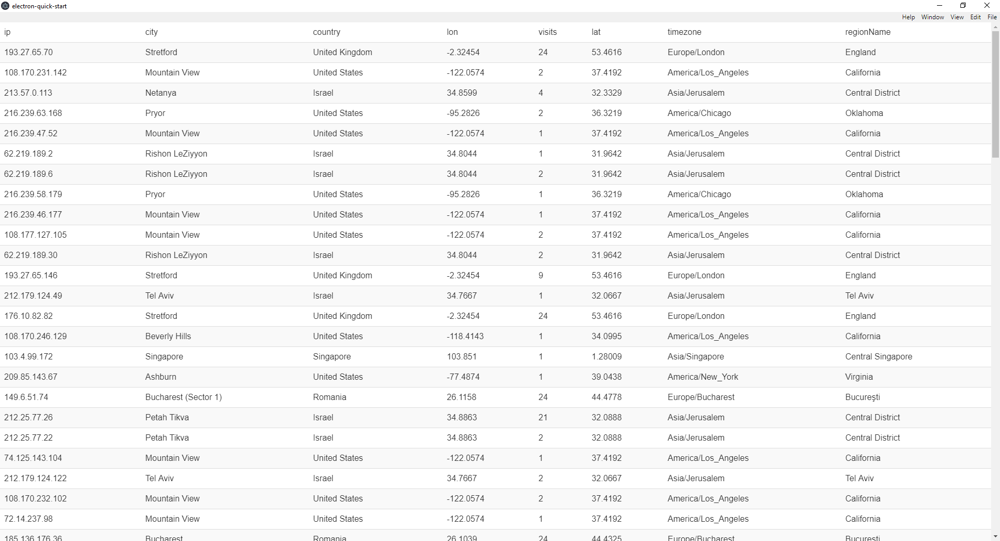 electron-quick-start
Help Window View Edit File
ip city country lon visits lat timezone regionName
193.27.65.70 Stretford United Kingdom -2.32454 24 53.4616 Europe/London England
108.170.231.142 Mountain View United States -122.0574 2 37.4192 America/Los_Angeles California
213.57.0.113 Netanya Israel 34.8599 4 32.3329 Asia/Jerusalem Central District
216.239.63.168 Pryor United States -95.2826 2 36.3219 America/Chicago Oklahoma
216.239.47.52 Mountain View United States -122.0574 1 37.4192 America/Los_Angeles California
62.219.189.2 Rishon LeZiyyon Israel 34.8044 1 31.9642 Asia/Jerusalem Central District
62.219.189.6 Rishon LeZiyyon Israel 34.8044 2 31.9642 Asia/Jerusalem Central District
216.239.58.179 Pryor United States -95.2826 1 36.3219 America/Chicago Oklahoma
216.239.46.177 Mountain View United States -122.0574 1 37.4192 America/Los_Angeles California
108.177.127.105 Mountain View United States -122.0574 2 37.4192 America/Los_Angeles California
62.219.189.30 Rishon LeZiyyon Israel 34.8044 2 31.9642 Asia/Jerusalem Central District
193.27.65.146 Stretford United Kingdom -2.32454 9 53.4616 Europe/London England
212.179.124.49 Tel Aviv Israel 34.7667 1 32.0667 Asia/Jerusalem Tel Aviv
176.10.82.82 Stretford United Kingdom -2.32454 24 53.4616 Europe/London England
108.170.246.129 Beverly Hills United States -118.4143 1 34.0995 America/Los_Angeles California
103.4.99.172 Singapore Singapore 103.851 1 1.28009 Asia/Singapore Central Singapore
209.85.143.67 Ashburn United States -77.4874 1 39.0438 America/New_York Virginia
149.6.51.74 Bucharest (Sector 1) Romania 26.1158 24 44.4778 Europe/Bucharest Bucureşti
212.25.77.26 Petah Tikva Israel 34.8863 21 32.0888 Asia/Jerusalem Central District
212.25.77.22 Petah Tikva Israel 34.8863 2 32.0888 Asia/Jerusalem Central District
74.125.143.104 Mountain View United States -122.0574 1 37.4192 America/Los_Angeles California
212.179.124.122 Tel Aviv Israel 34.7667 2 32.0667 Asia/Jerusalem Tel Aviv
108.170.232.102 Mountain View United States -122.0574 2 37.4192 America/Los_Angeles California
72.14.237.98 Mountain View United States -122.0574 1 37.4192 America/Los_Angeles California
185.136.176.36 Bucharest Romania 26.1039 24 44.4325 Europe/Bucharest Bucureşti